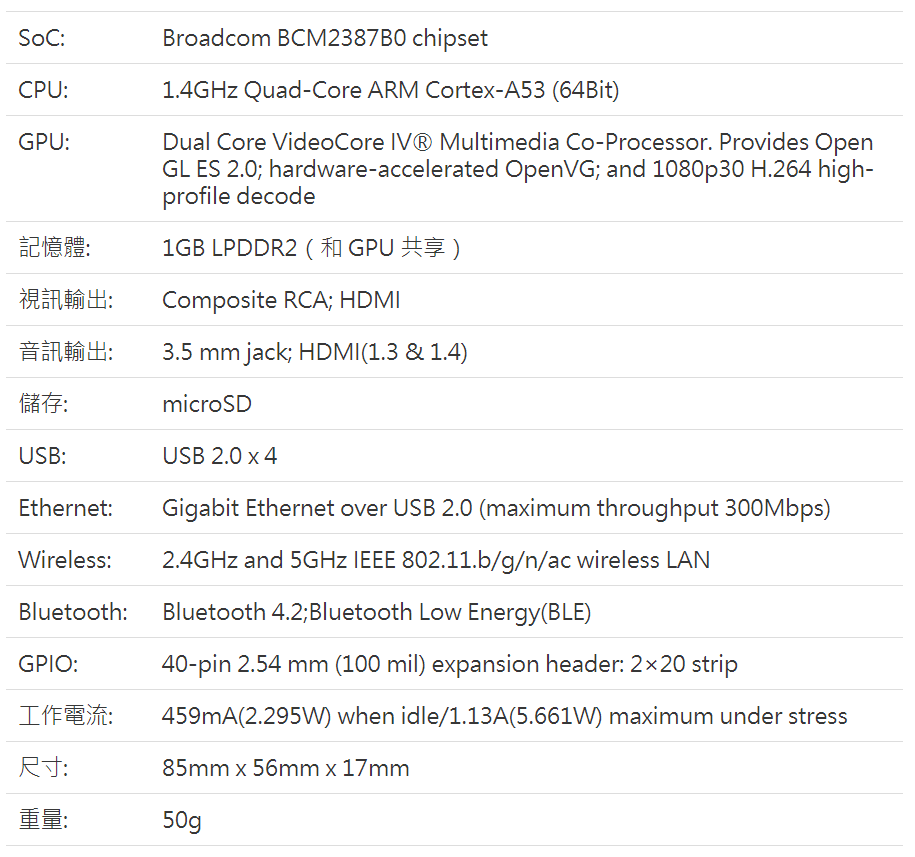 SoC: Broadcom BCM2387B0 chipset
CPU: 1.4GHz Quad-Core ARM Cortex-A53 (64Bit)
GPU: Dual Core VideoCore IV® Multimedia Co-Processor. Provides Open
GL ES 2.0; hardware-accelerated OpenVG; and 1080p30 H.264 high-
profile decode
記憶體: 1GB LPDDR2（和 GPU 共享）
視訊輸出: Composite RCA; HDMI
音訊輸出: 3.5 mm jack; HDMI(1.3 & 1.4)
儲存: microSD
USB: USB 2.0 x 4
Ethernet: Gigabit Ethernet over USB 2.0 (maximum throughput 300Mbps)
Wireless: 2.4GHz and 5GHz IEEE 802.11.b/g/n/ac wireless LAN
Bluetooth: Bluetooth 4.2;Bluetooth Low Energy(BLE)
GPIO: 40-pin 2.54 mm (100 mil) expansion header: 2×20 strip
工作電流: 459mA(2.295W) when idle/1.13A(5.661W) maximum under stress
尺寸: 85mm x 56mm x 17mm
重量: 50g